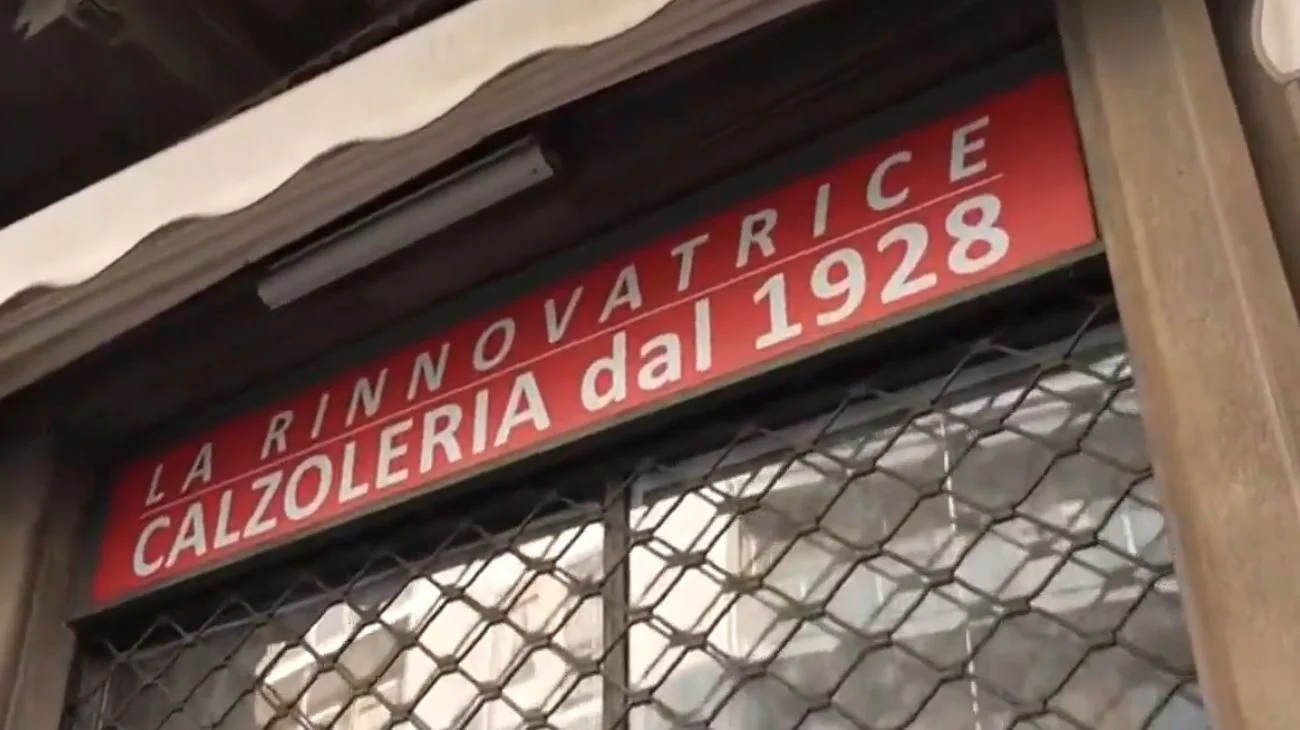 LA RINNOVATRICE
CALZOLERIA dal 1928